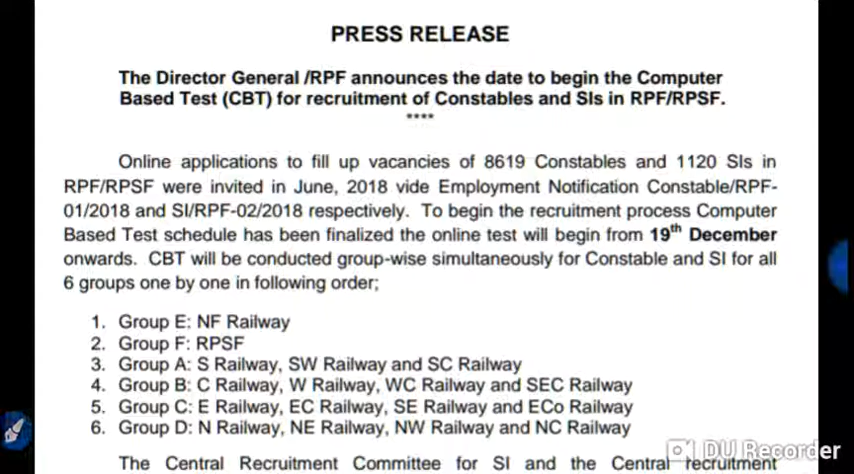 PRESS RELEASE
The Director General /RPF announces the date to begin the Computer
Based Test (CBT) for recruitment of Constables and SIs in RPF/RPSF.
****
Online applications to fill up vacancies of 8619 Constables and 1120 SIs in
RPF/RPSF were invited in June, 2018 vide Employment Notification Constable/RPF-
01/2018 and SI/RPF-02/2018 respectively. To begin the recruitment process Computer
Based Test schedule has been finalized the online test will begin from 19th December
onwards. CBT will be conducted group-wise simultaneously for Constable and SI for all
6 groups one by one in following order;
1. Group E: NF Railway
2. Group F: RPSF
3. Group A: S Railway, SW Railway and SC Railway
4. Group B: C Railway, W Railway, WC Railway and SEC Railway
5. Group C: E Railway, EC Railway, SE Railway and ECo Railway
6. Group D: N Railway, NE Railway, NW Railway and NC Railway
DU Recorder
The Central Recruitment Committee for SI and the Central recruitment